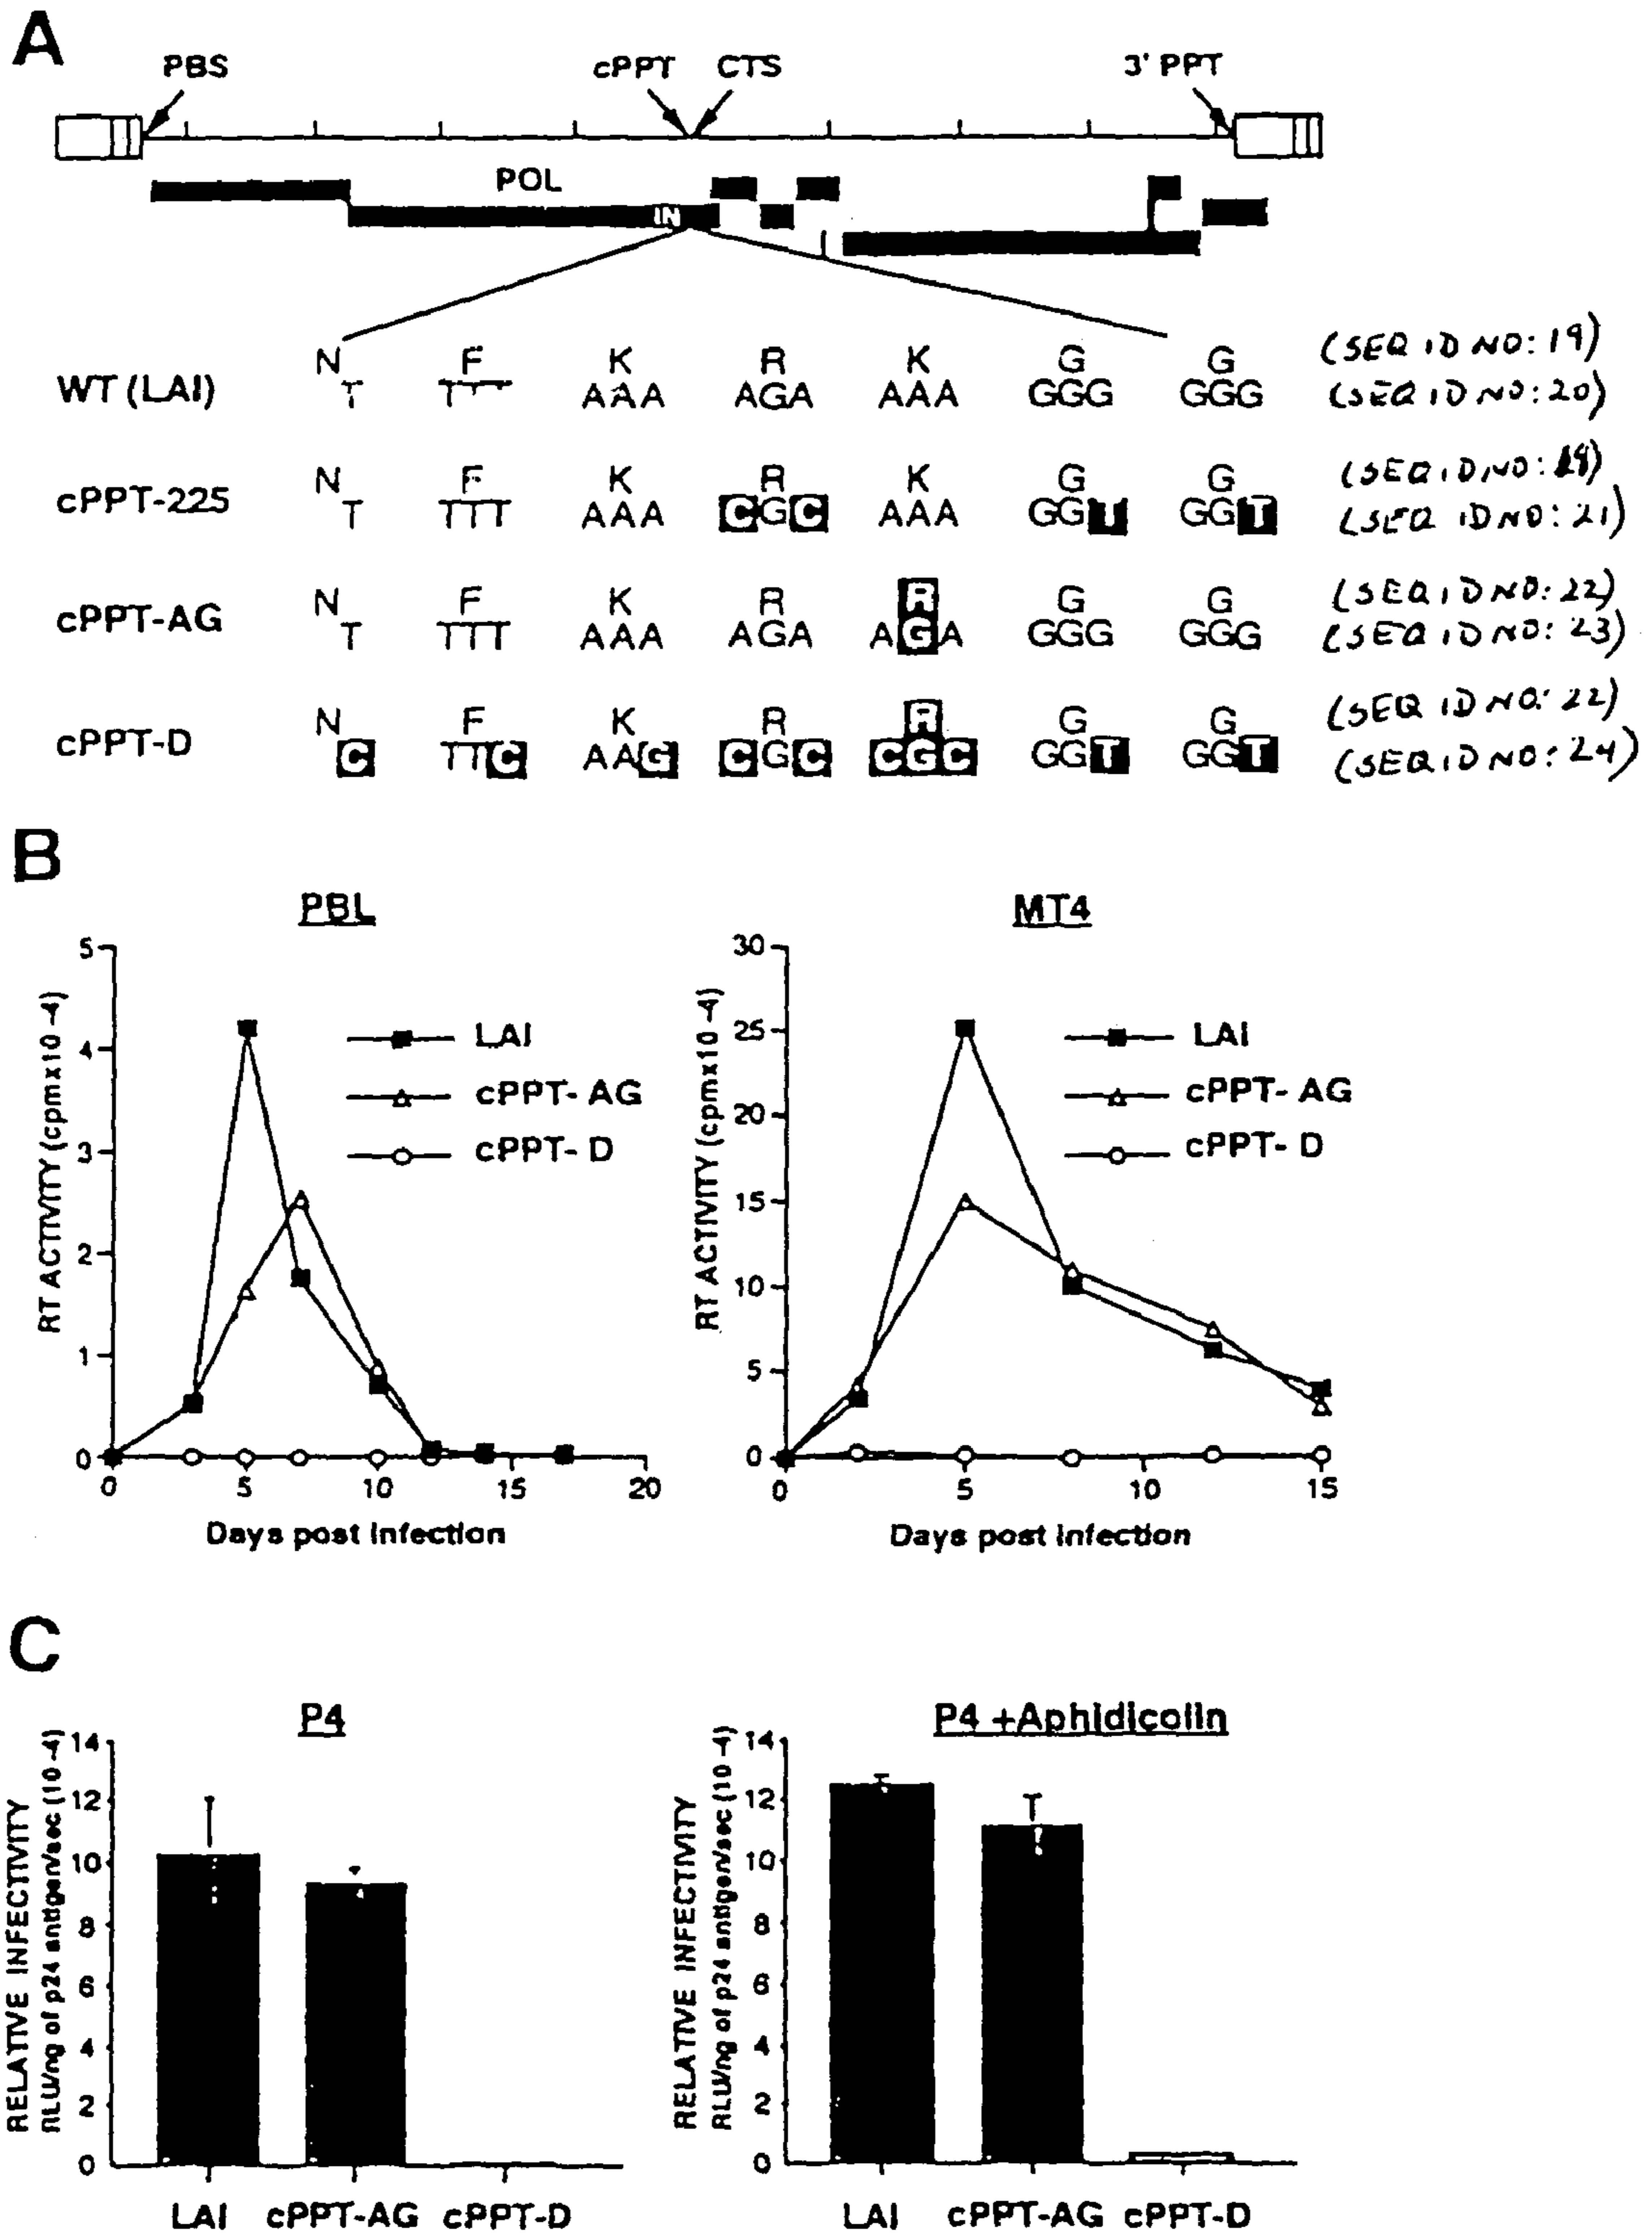 A
PBS cPPT CTS 3' PPT
POL
IN
N F K R K G G (SEQ ID NO: 19)
WT (LAI) T TTT AAA AGA AAA GGG GGG (SEQ ID NO: 20)
N F K R K G G (SEQ ID NO: 19)
cPPT-225 T TTT AAA CGC AAA GGT GGT (SEQ ID NO: 21)
N F K R R G G (SEQ ID NO: 22)
cPPT-AG T TTT AAA AGA AGA GGG GGG (SEQ ID NO: 23)
N F K R R G G (SEQ ID NO: 22)
cPPT-D C TTC AAG CGC CGC GGT GGT (SEQ ID NO: 24)
B
PBL
5
4
3
2
1
0
RT ACTIVITY (cpmx10-4)
LAI
cPPT- AG
cPPT- D
0 5 10 15 20
Days post infection
MT4
30
25
20
15
10
5
0
RT ACTIVITY (cpmx10-4)
LAI
cPPT- AG
cPPT- D
0 5 10 15
Days post infection
C
P4
RELATIVE INFECTIVITY
RLU/ng of p24 antigen/sec (10-4)
14
12
10
8
6
4
2
0
LAI cPPT-AG cPPT-D
P4 +Aphidicolin
RELATIVE INFECTIVITY
RLU/ng of p24 antigen/sec (10-4)
14
12
10
8
6
4
2
0
LAI cPPT-AG cPPT-D